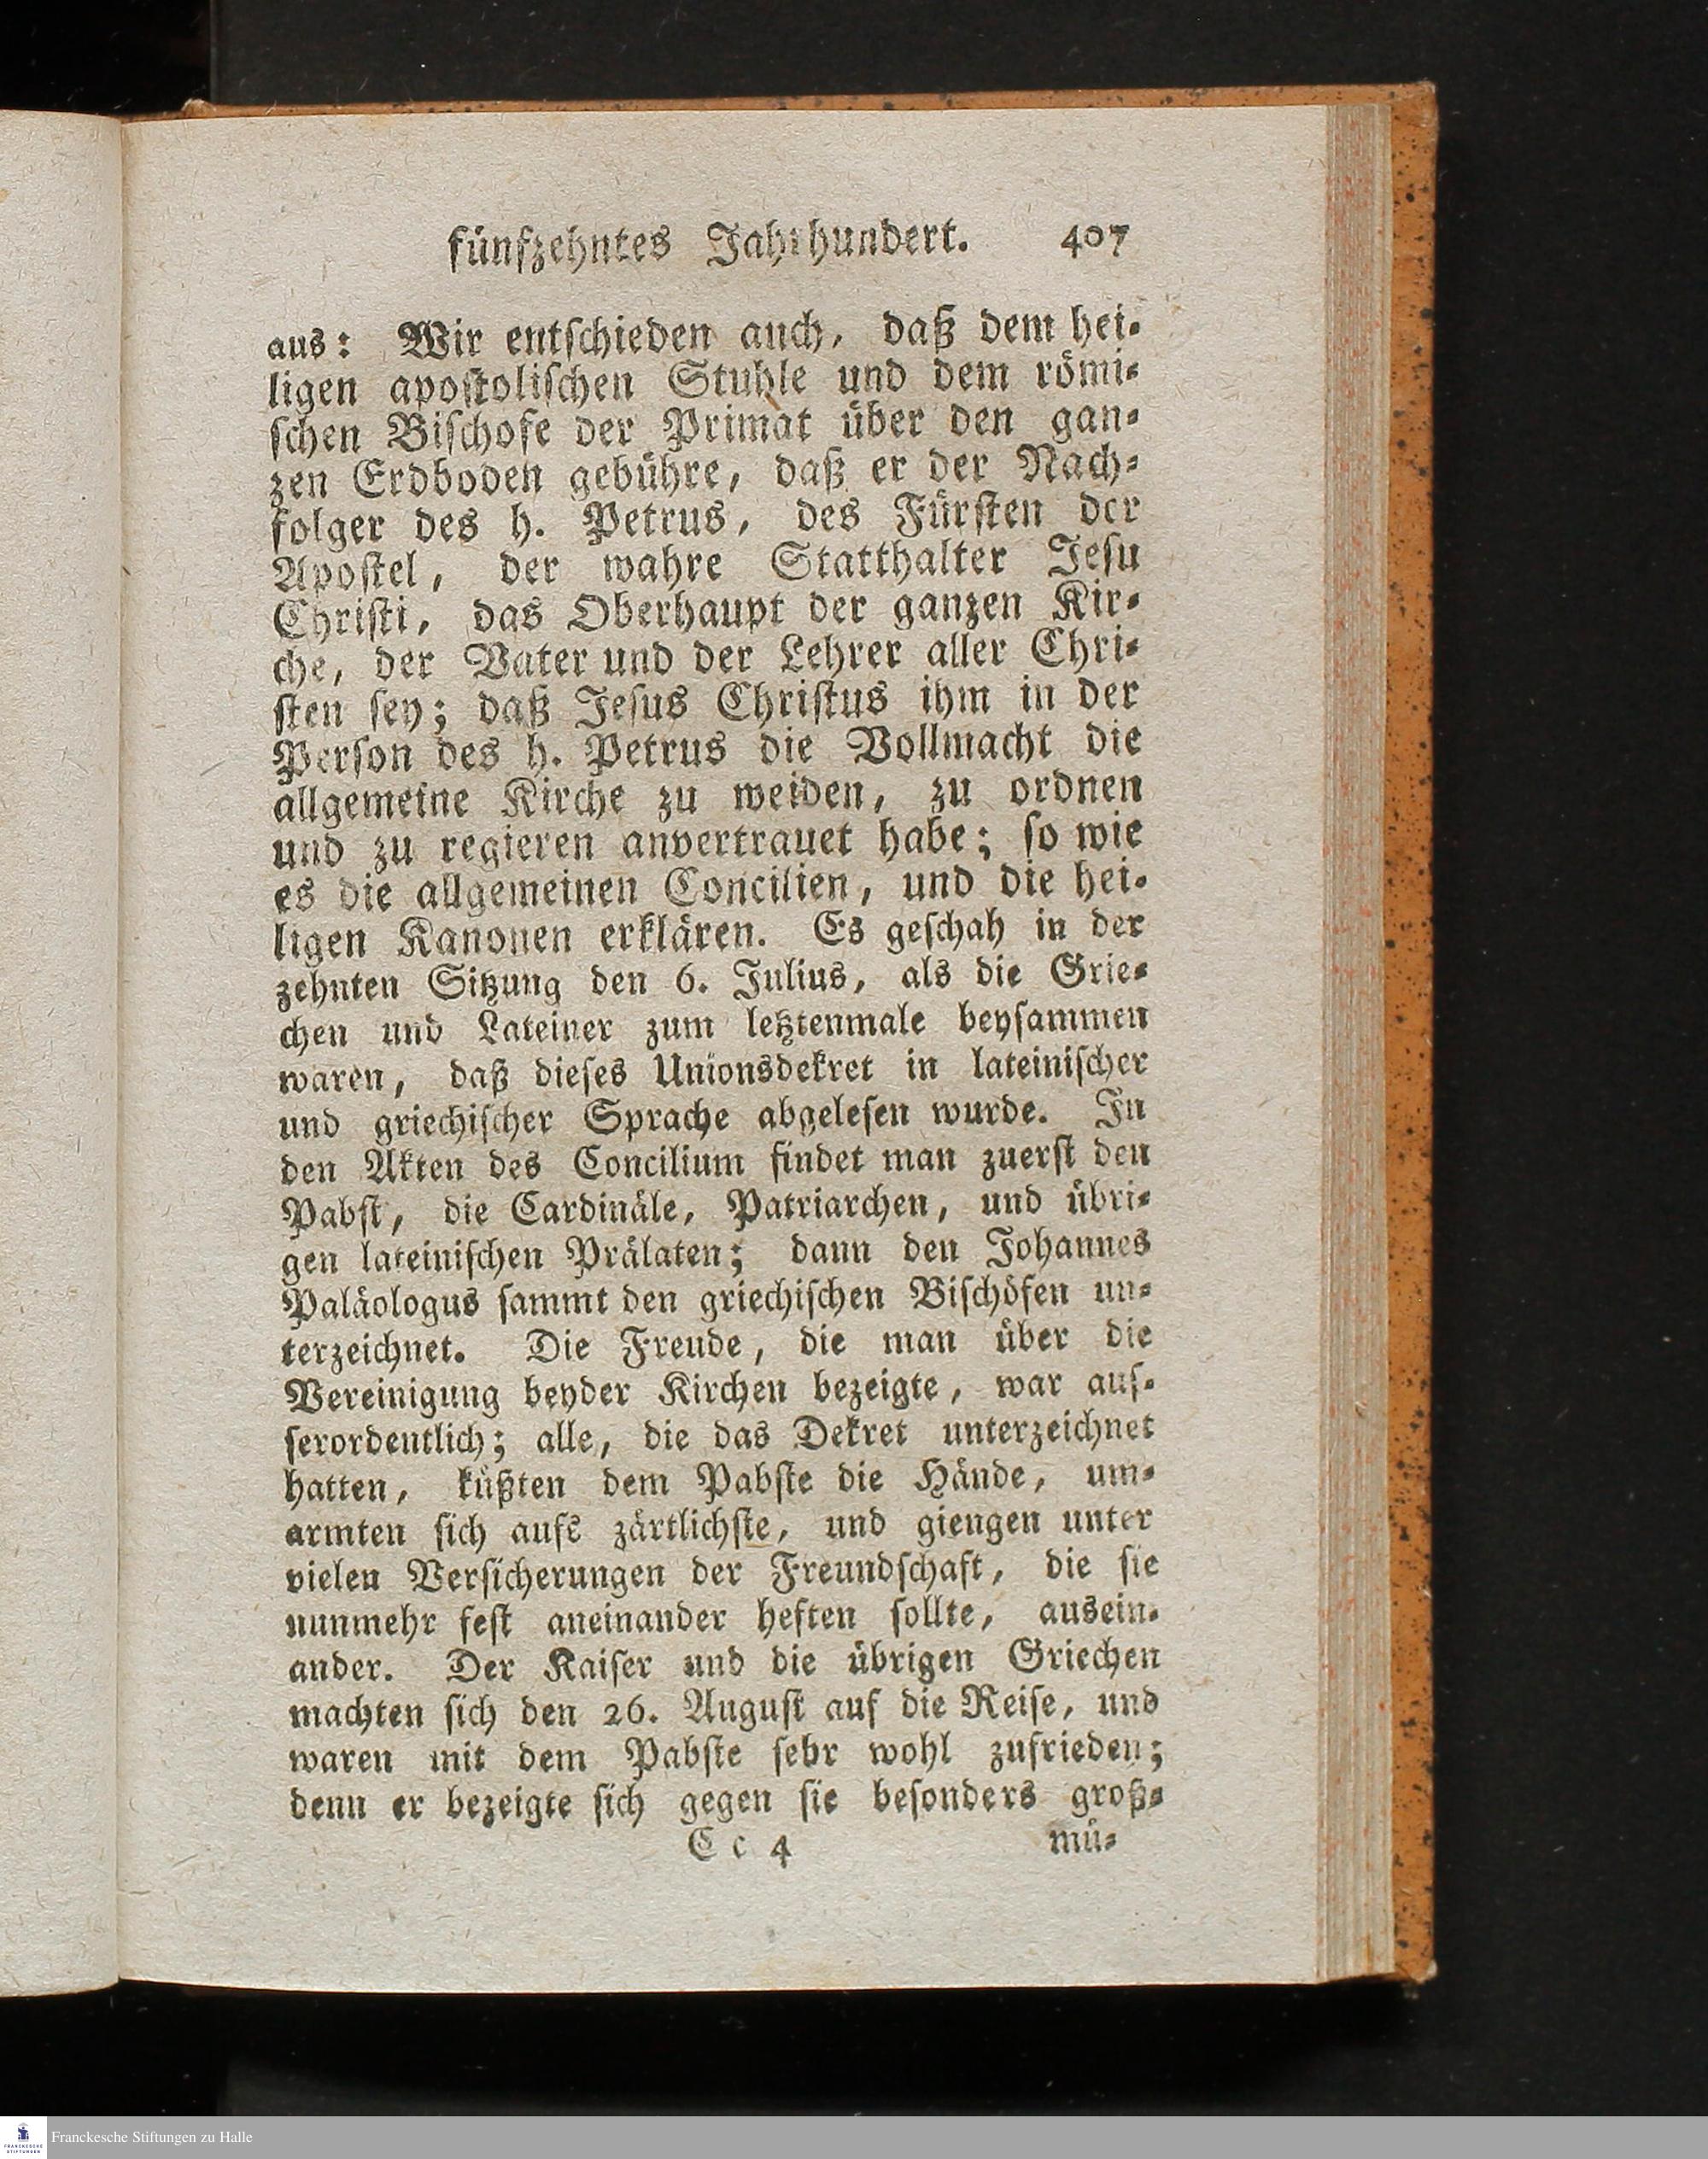 fünfzehntes Jahrhundert. 407
aus: Wir entschieden auch, daß dem hei-
ligen apostolischen Stuhle und dem römi-
schen Bischofe der Primat über den gan-
zen Erdboden gebühre, daß er der Nach-
folger des h. Petrus, des Fürsten der
Apostel, der wahre Statthalter Jesu
Christi, das Oberhaupt der ganzen Kir-
che, der Vater und der Lehrer aller Chri-
sten sey; daß Jesus Christus ihm in der
Person des h. Petrus die Vollmacht die
allgemeine Kirche zu weiden, zu ordnen
und zu regieren anvertrauet habe; so wie
es die allgemeinen Concilien, und die hei-
ligen Kanonen erklären. Es geschah in der
zehnten Sitzung den 6. Julius, als die Grie-
chen und Lateiner zum letztenmale beysammen
waren, daß dieses Unionsdekret in lateinischer
und griechischer Sprache abgelesen wurde. In
den Akten des Concilium findet man zuerst den
Pabst, die Cardinäle, Patriarchen, und übri-
gen lateinischen Prälaten; dann den Johannes
Paläologus sammt den griechischen Bischöfen un-
terzeichnet. Die Freude, die man über die
Vereinigung beyder Kirchen bezeigte, war aus-
serordentlich; alle, die das Dekret unterzeichnet
hatten, küßten dem Pabste die Hände, um-
armten sich aufs zärtlichste, und giengen unter
vielen Versicherungen der Freundschaft, die sie
nunmehr fest aneinander heften sollte, ausein-
ander. Der Kaiser und die übrigen Griechen
machten sich den 26. August auf die Reise, und
waren mit dem Pabste sehr wohl zufrieden;
denn er bezeigte sich gegen sie besonders groß-
C c 4 mü-
Franckesche Stiftungen zu Halle
FRANCKESCHE
STIFTUNGEN